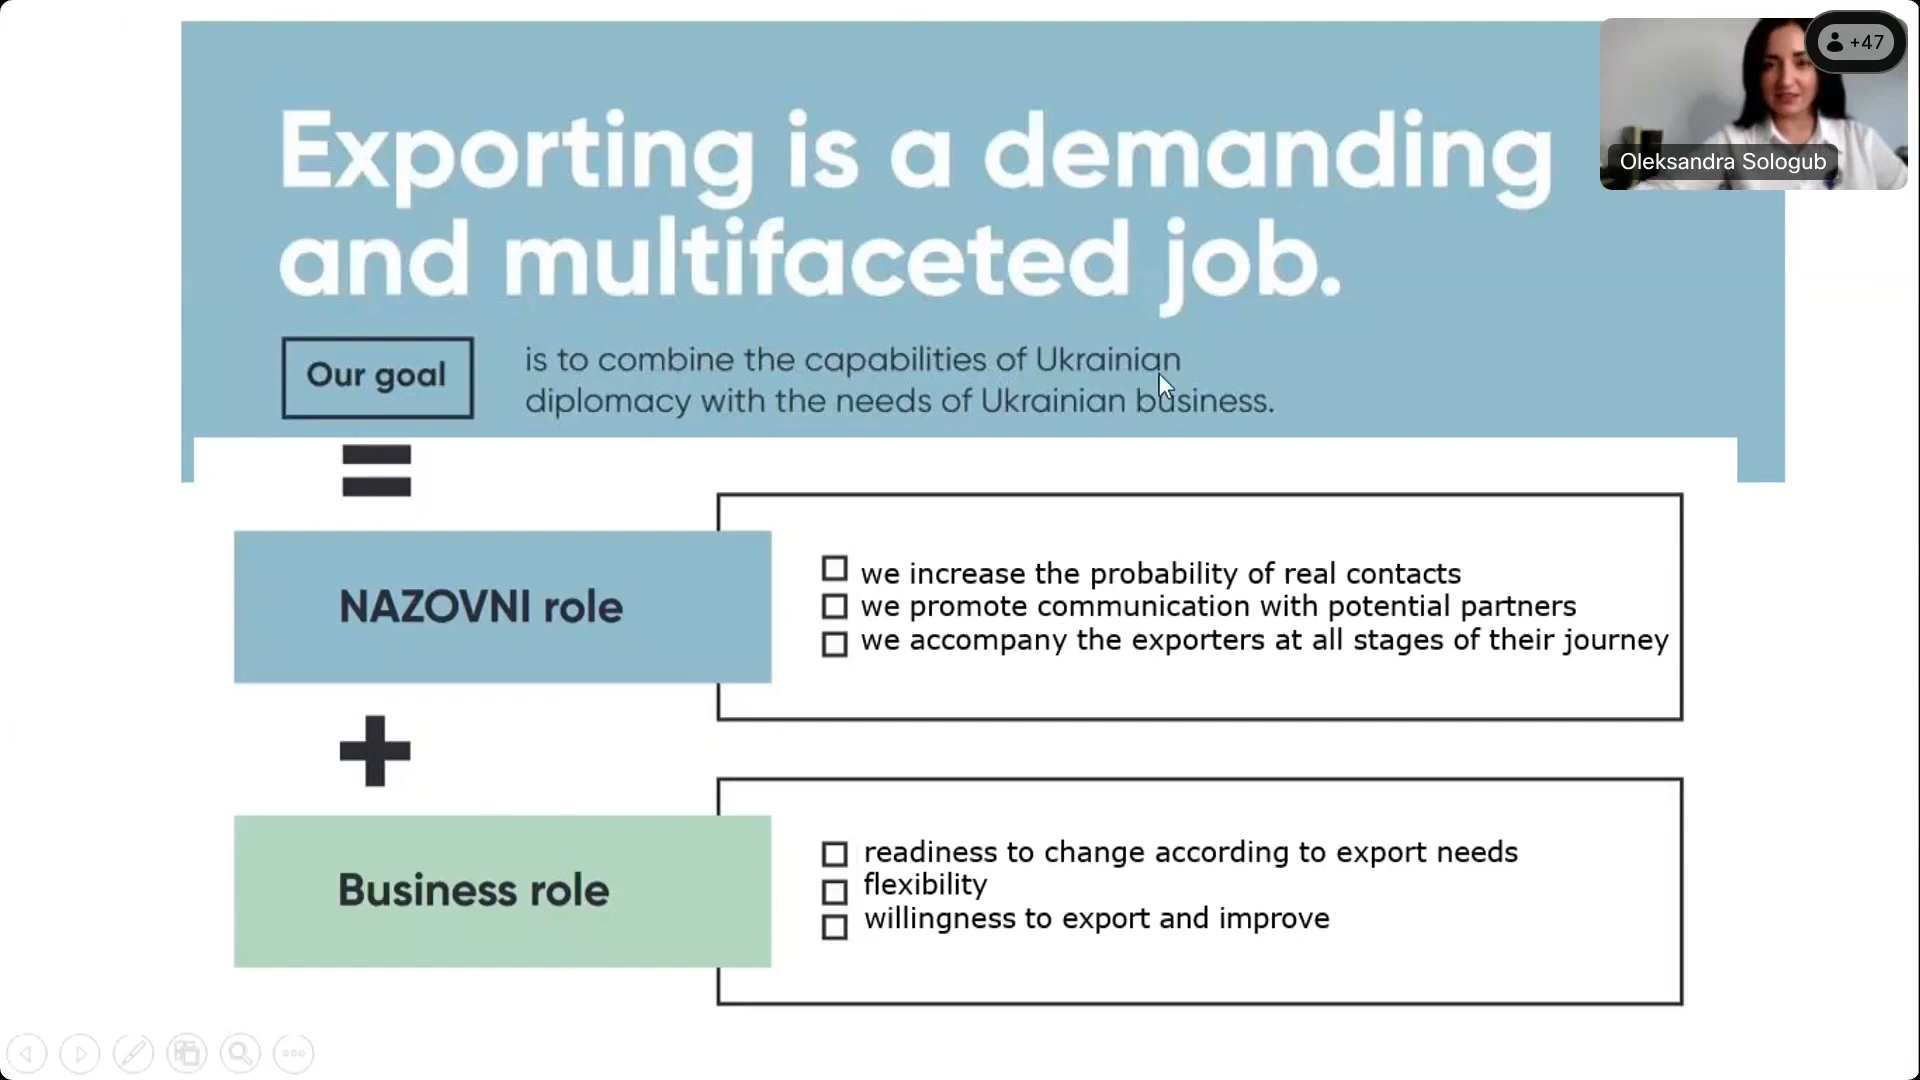 Exporting is a demanding
and multifaceted job.
+47
Oleksandra Sologub
Our goal
is to combine the capabilities of Ukrainian
diplomacy with the needs of Ukrainian business.
=
NAZOVNI role
we increase the probability of real contacts
we promote communication with potential partners
we accompany the exporters at all stages of their journey
+
Business role
readiness to change according to export needs
flexibility
willingness to export and improve